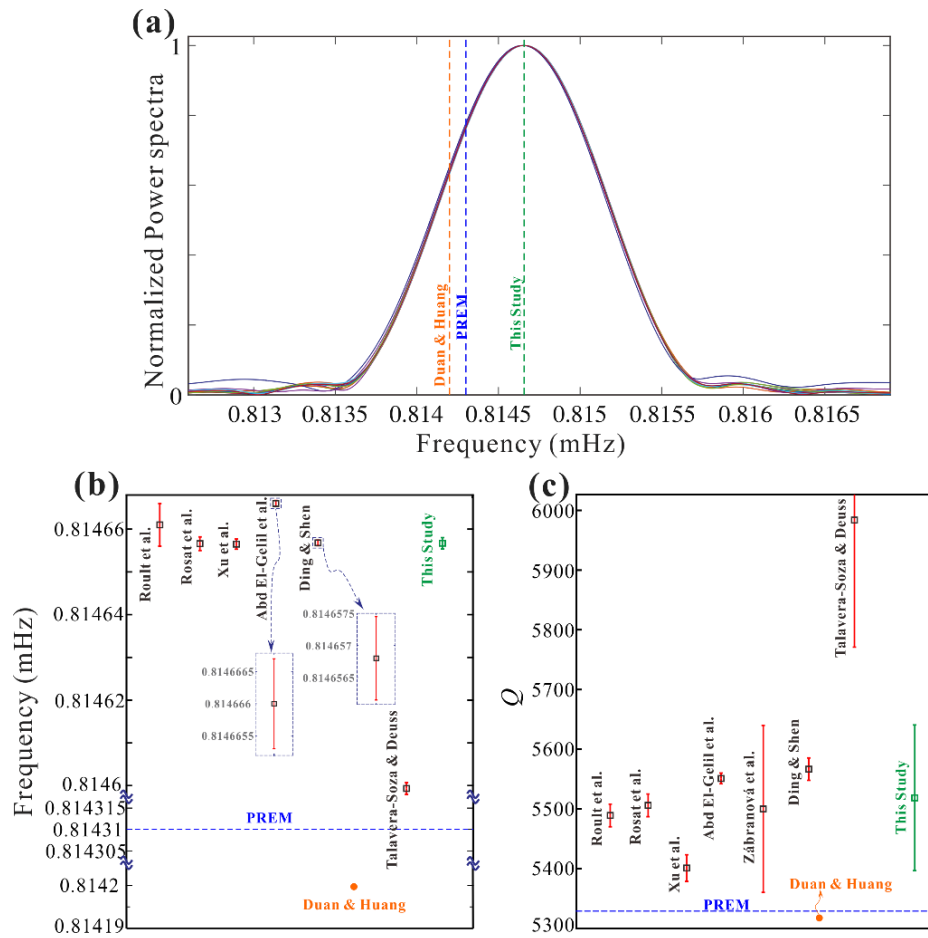 (a)
Normalized Power spectra
1
0
Duan & Huang
PREM
This Study
0.813
0.8135
0.814
0.8145
0.815
0.8155
0.816
0.8165
Frequency (mHz)
(b)
Frequency (mHz)
0.81466
0.81464
0.81462
0.8146
0.814315
0.81431
0.814305
0.8142
0.81419
Roult et al.
Rosat et al.
Xu et al.
Abd El-Gelil et al.
Ding & Shen
This Study
0.8146665
0.814666
0.8146655
0.8146575
0.814657
0.8146565
Talavera-Soza & Deuss
PREM
Duan & Huang
(c)
Q
6000
5900
5800
5700
5600
5500
5400
5300
Roult et al.
Rosat et al.
Xu et al.
Abd El-Gelil et al.
Zábranová et al.
Ding & Shen
Talavera-Soza & Deuss
This Study
Duan & Huang
PREM